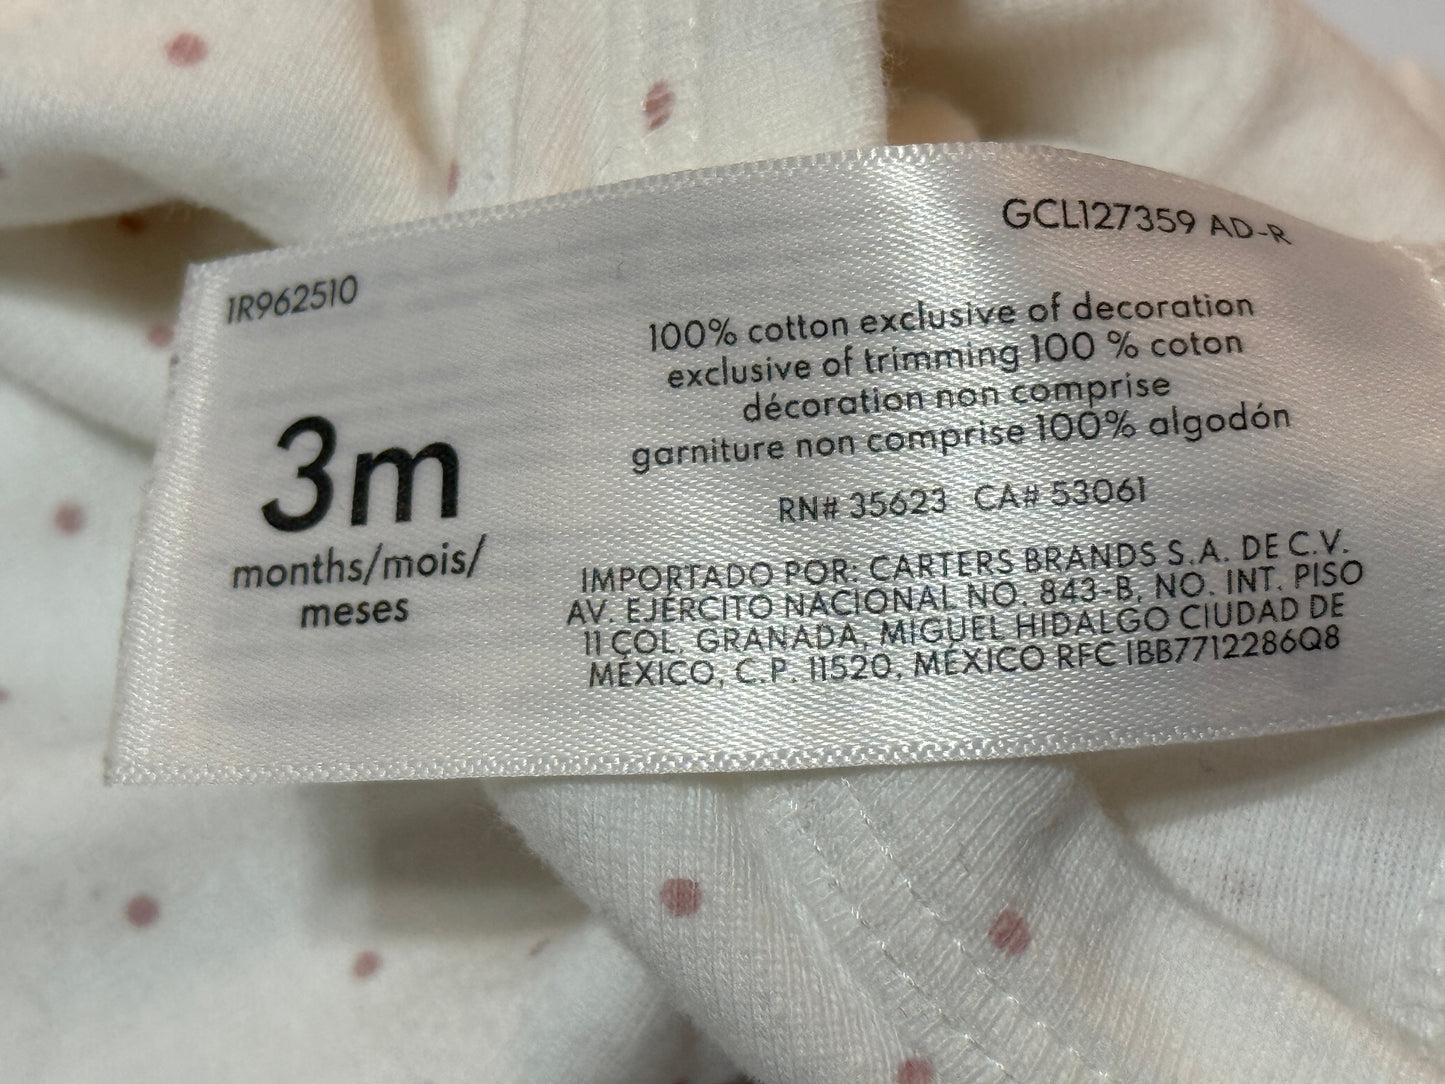 GCL127359 AD-R
1R962510
3m
months/mois/
meses
100% cotton exclusive of decoration
exclusive of trimming 100 % coton
décoration non comprise
garniture non comprise 100% algodón
RN# 35623 CA# 53061
IMPORTADO POR: CARTERS BRANDS S.A. DE C.V.
AV. EJÉRCITO NACIONAL NO. 843-B, NO. INT. PISO
11 COL. GRANADA, MIGUEL HIDALGO CIUDAD DE
MÉXICO, C.P. 11520, MÉXICO RFC IBB7712286Q8